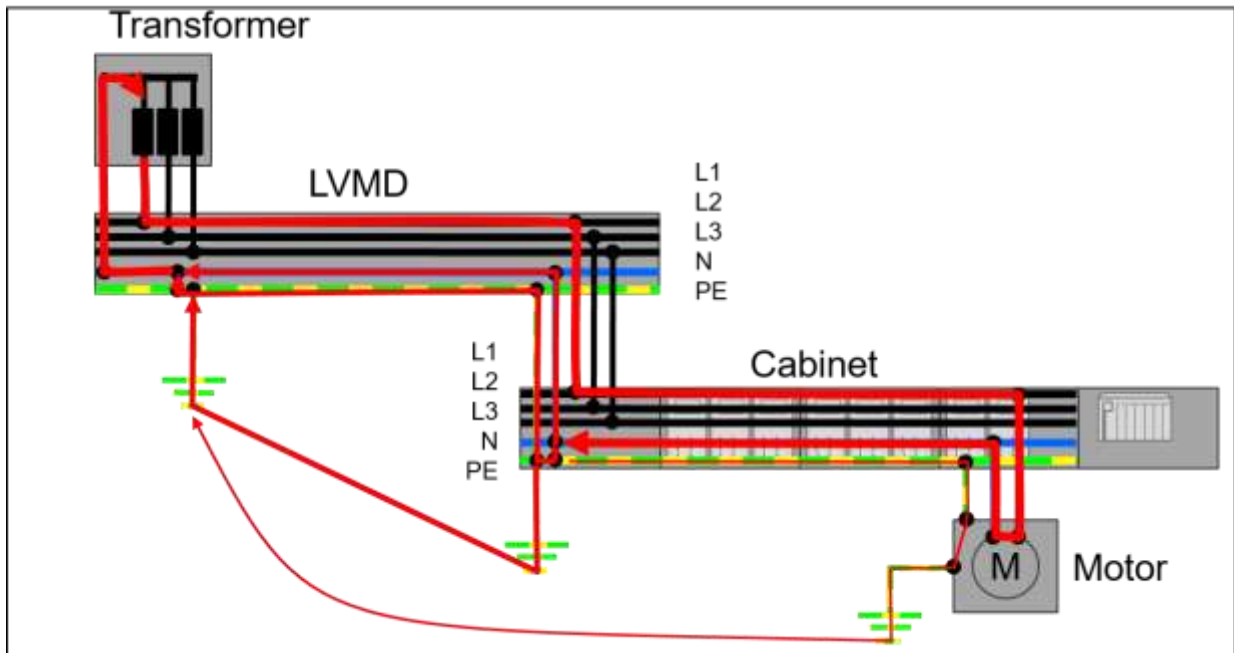 Transformer
LVMD
L1
L2
L3
N
PE
L1
L2
L3
N
PE
Cabinet
M
Motor